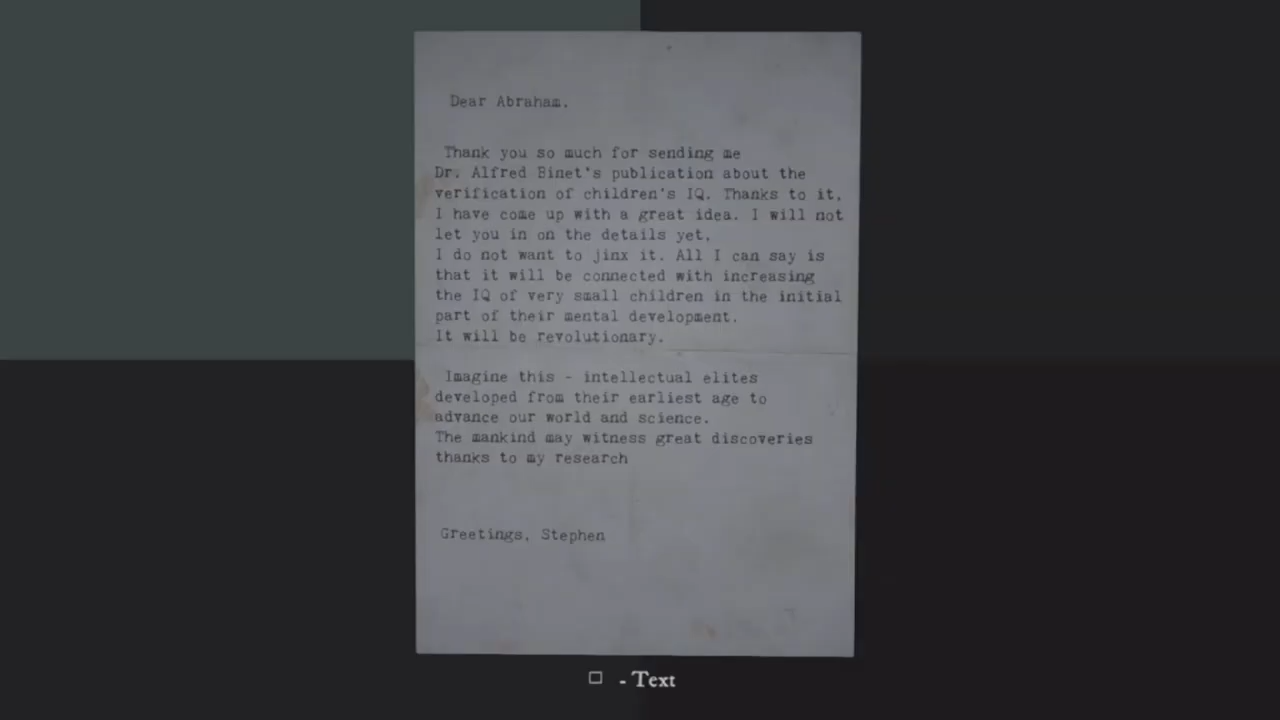 Dear Abraham.
Thank you so much for sending me
Dr. Alfred Binet's publication about the
verification of children's IQ. Thanks to it,
I have come up with a great idea. I will not
let you in on the details yet,
I do not want to jinx it. All I can say is
that it will be connected with increasing
the IQ of very small children in the initial
part of their mental development.
It will be revolutionary.
Imagine this - intellectual elites
developed from their earliest age to
advance our world and science.
The mankind may witness great discoveries
thanks to my research
Greetings, Stephen
- Text